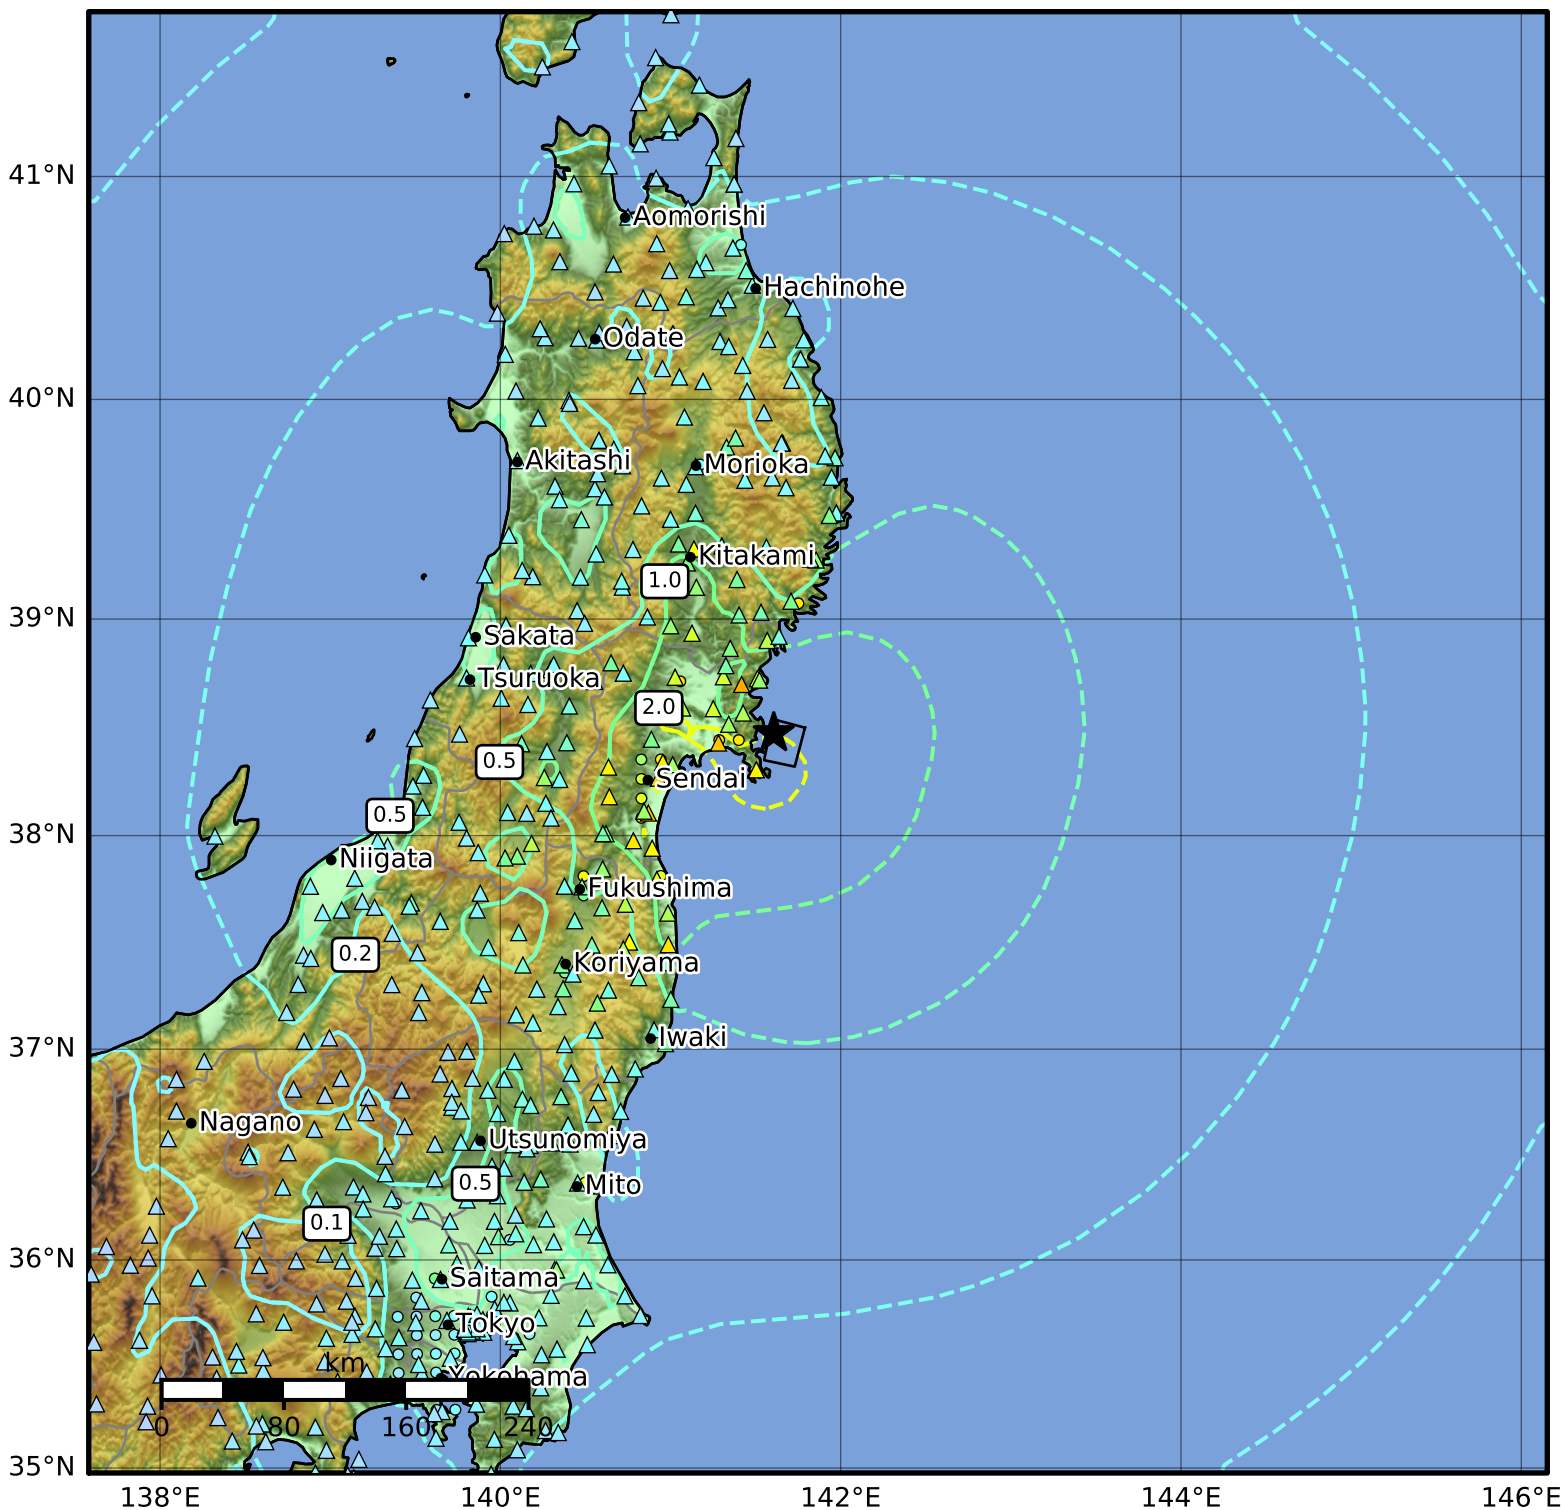 41°N
Aomorishi
Hachinohe
Odate
40°N
Akitashi
Morioka
Kitakami
1.0
39°N
Sakata
Tsuruoka
2.0
0.5
Sendai
0.5
38°N
Niigata
Fukushima
0.2
Koriyama
Iwaki
37°N
Nagano
Utsunomiya
0.5
Mito
0.1
36°N
Saitama
Tokyo
km
Yokohama
0 80 160 240
35°N
138°E 140°E 142°E 144°E 146°E